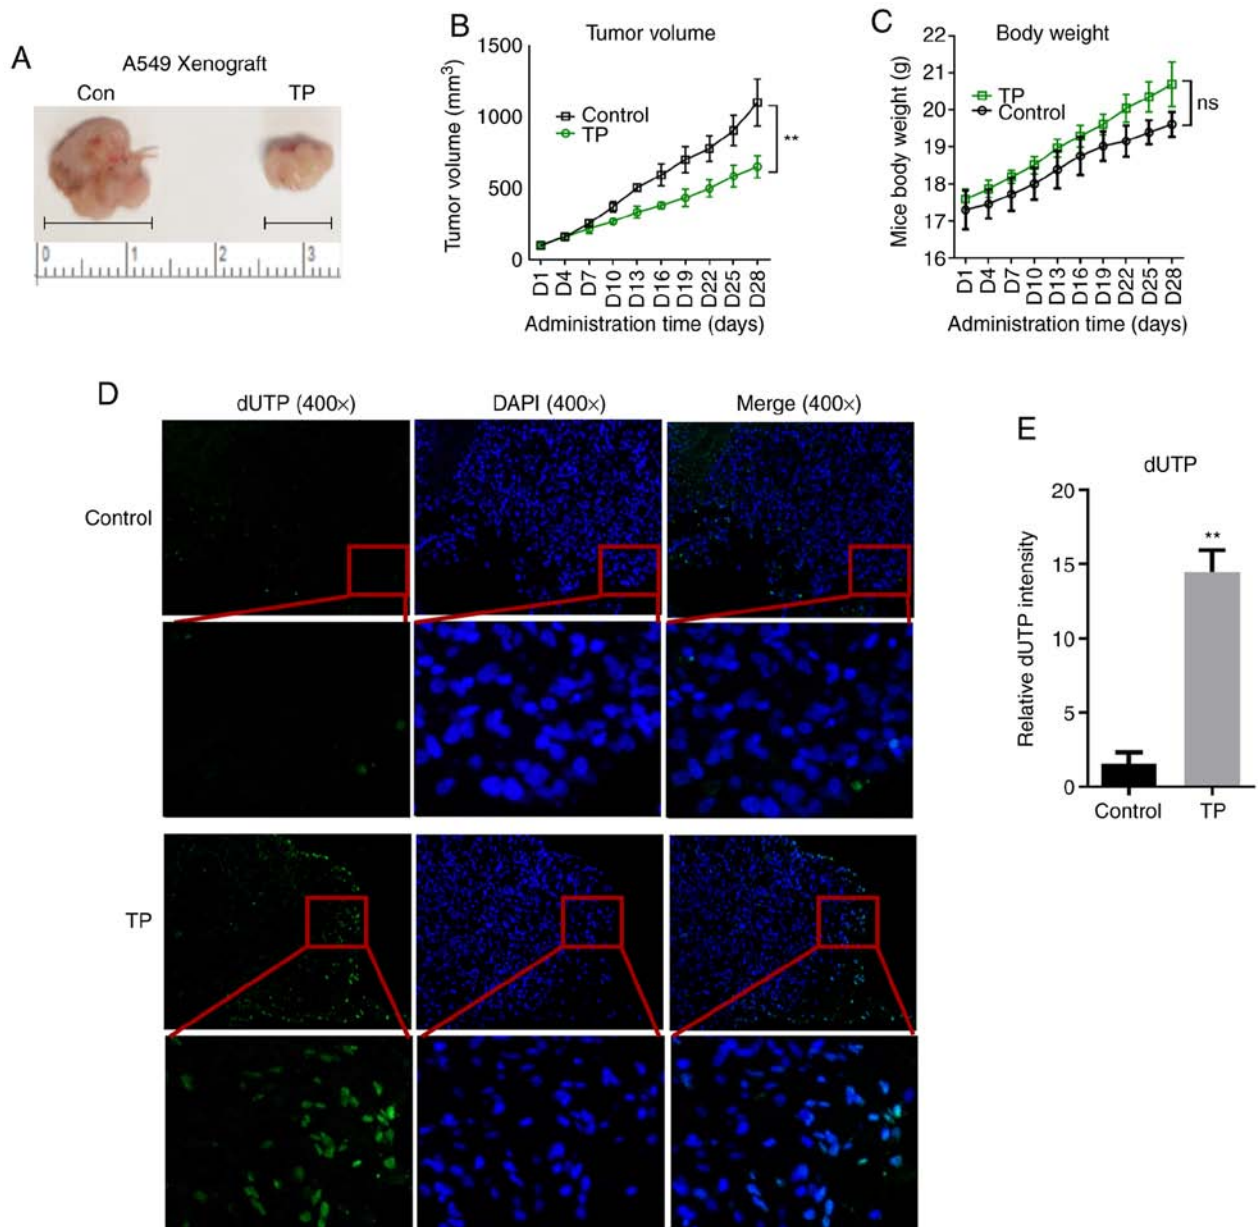 A
A549 Xenograft
Con TP
0 1 2 3
B
Tumor volume
Tumor volume (mm³)
1500
1000
500
0
Control
TP
**
D1 D4 D7 D10 D13 D16 D19 D22 D25 D28
Administration time (days)
C
Body weight
Mice body weight (g)
22
21
20
19
18
17
16
TP
Control
ns
D1 D4 D7 D10 D13 D16 D19 D22 D25 D28
Administration time (days)
D
dUTP (400×) DAPI (400×) Merge (400×)
Control
TP
E
dUTP
Relative dUTP intensity
20
15
10
5
0
**
Control TP